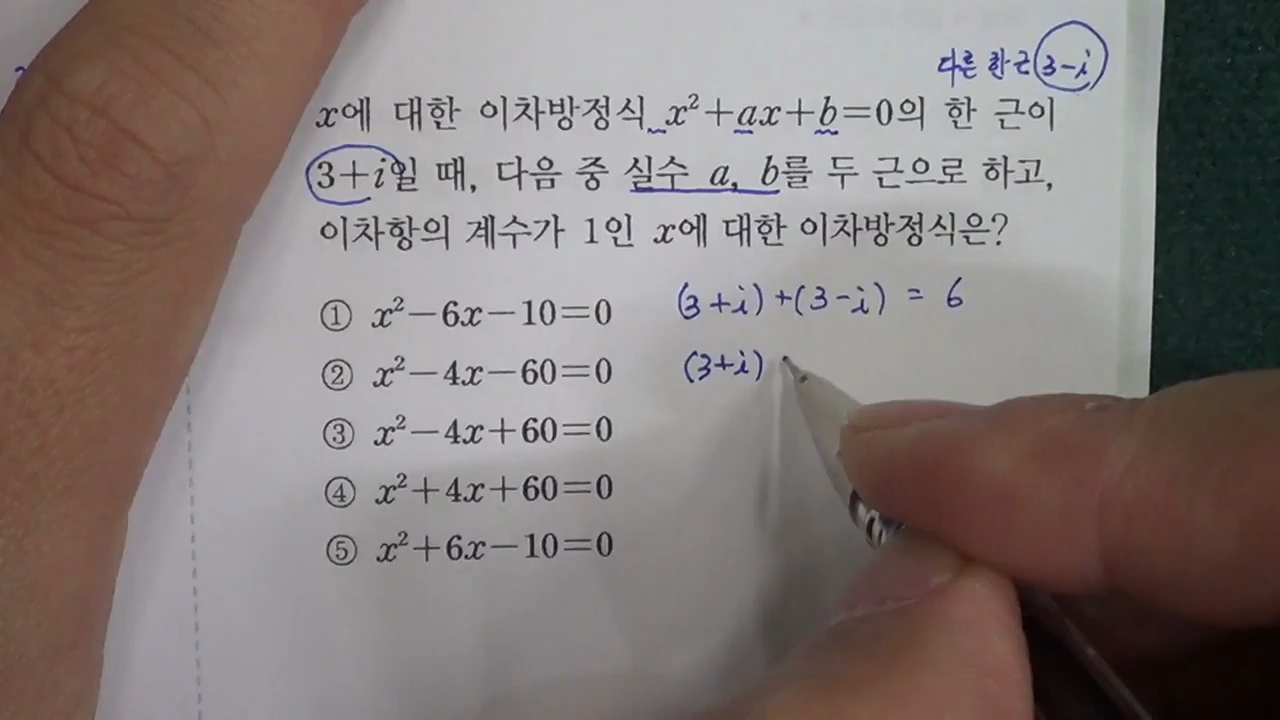 다른 한 근 3-i
x에 대한 이차방정식 x²+ax+b=0의 한 근이
3+i일 때, 다음 중 실수 a, b를 두 근으로 하고,
이차항의 계수가 1인 x에 대한 이차방정식은?
① x²-6x-10=0
(3+i)+(3-i) = 6
② x²-4x-60=0
(3+i)
③ x²-4x+60=0
④ x²+4x+60=0
⑤ x²+6x-10=0